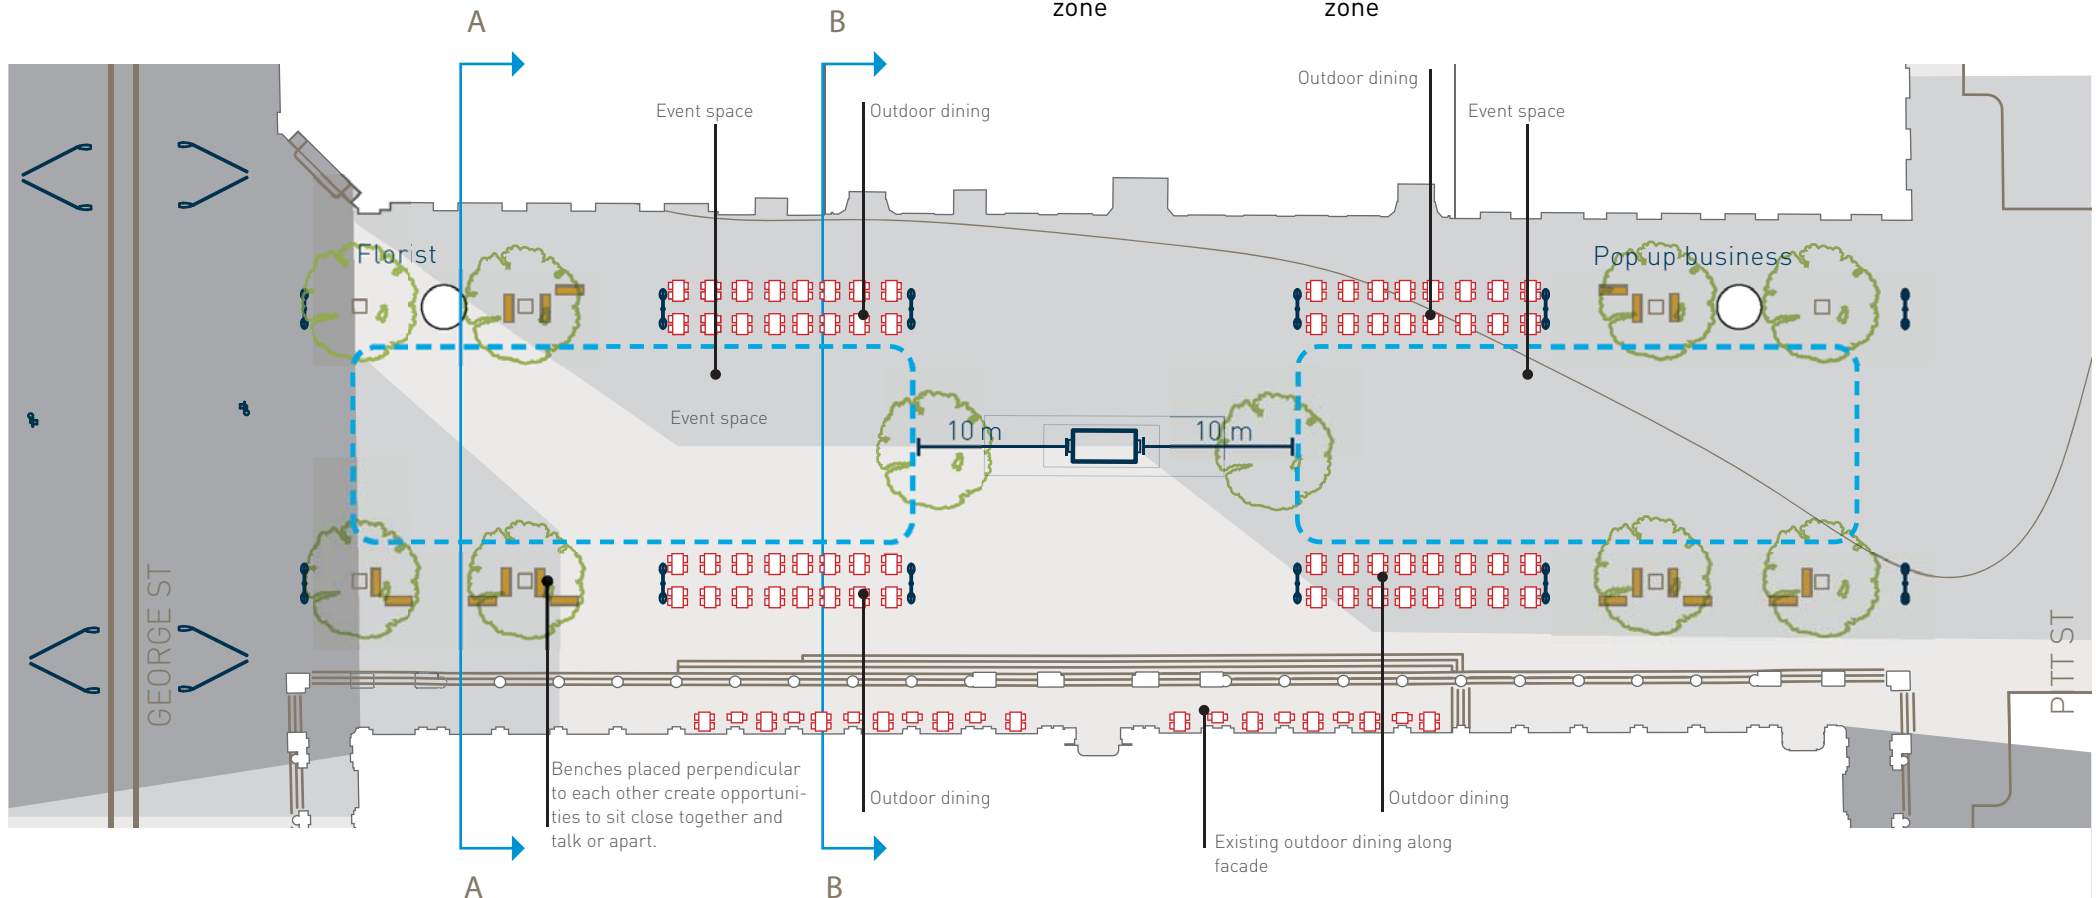 zone
zone
A
B
Outdoor dining
Event space
Outdoor dining
Event space
Florist
Pop up business
Event space
10 m
10 m
GEORGE ST
PITT ST
Benches placed perpendicular
to each other create opportuni-
ties to sit close together and
talk or apart.
Outdoor dining
Outdoor dining
Existing outdoor dining along
facade
A
B